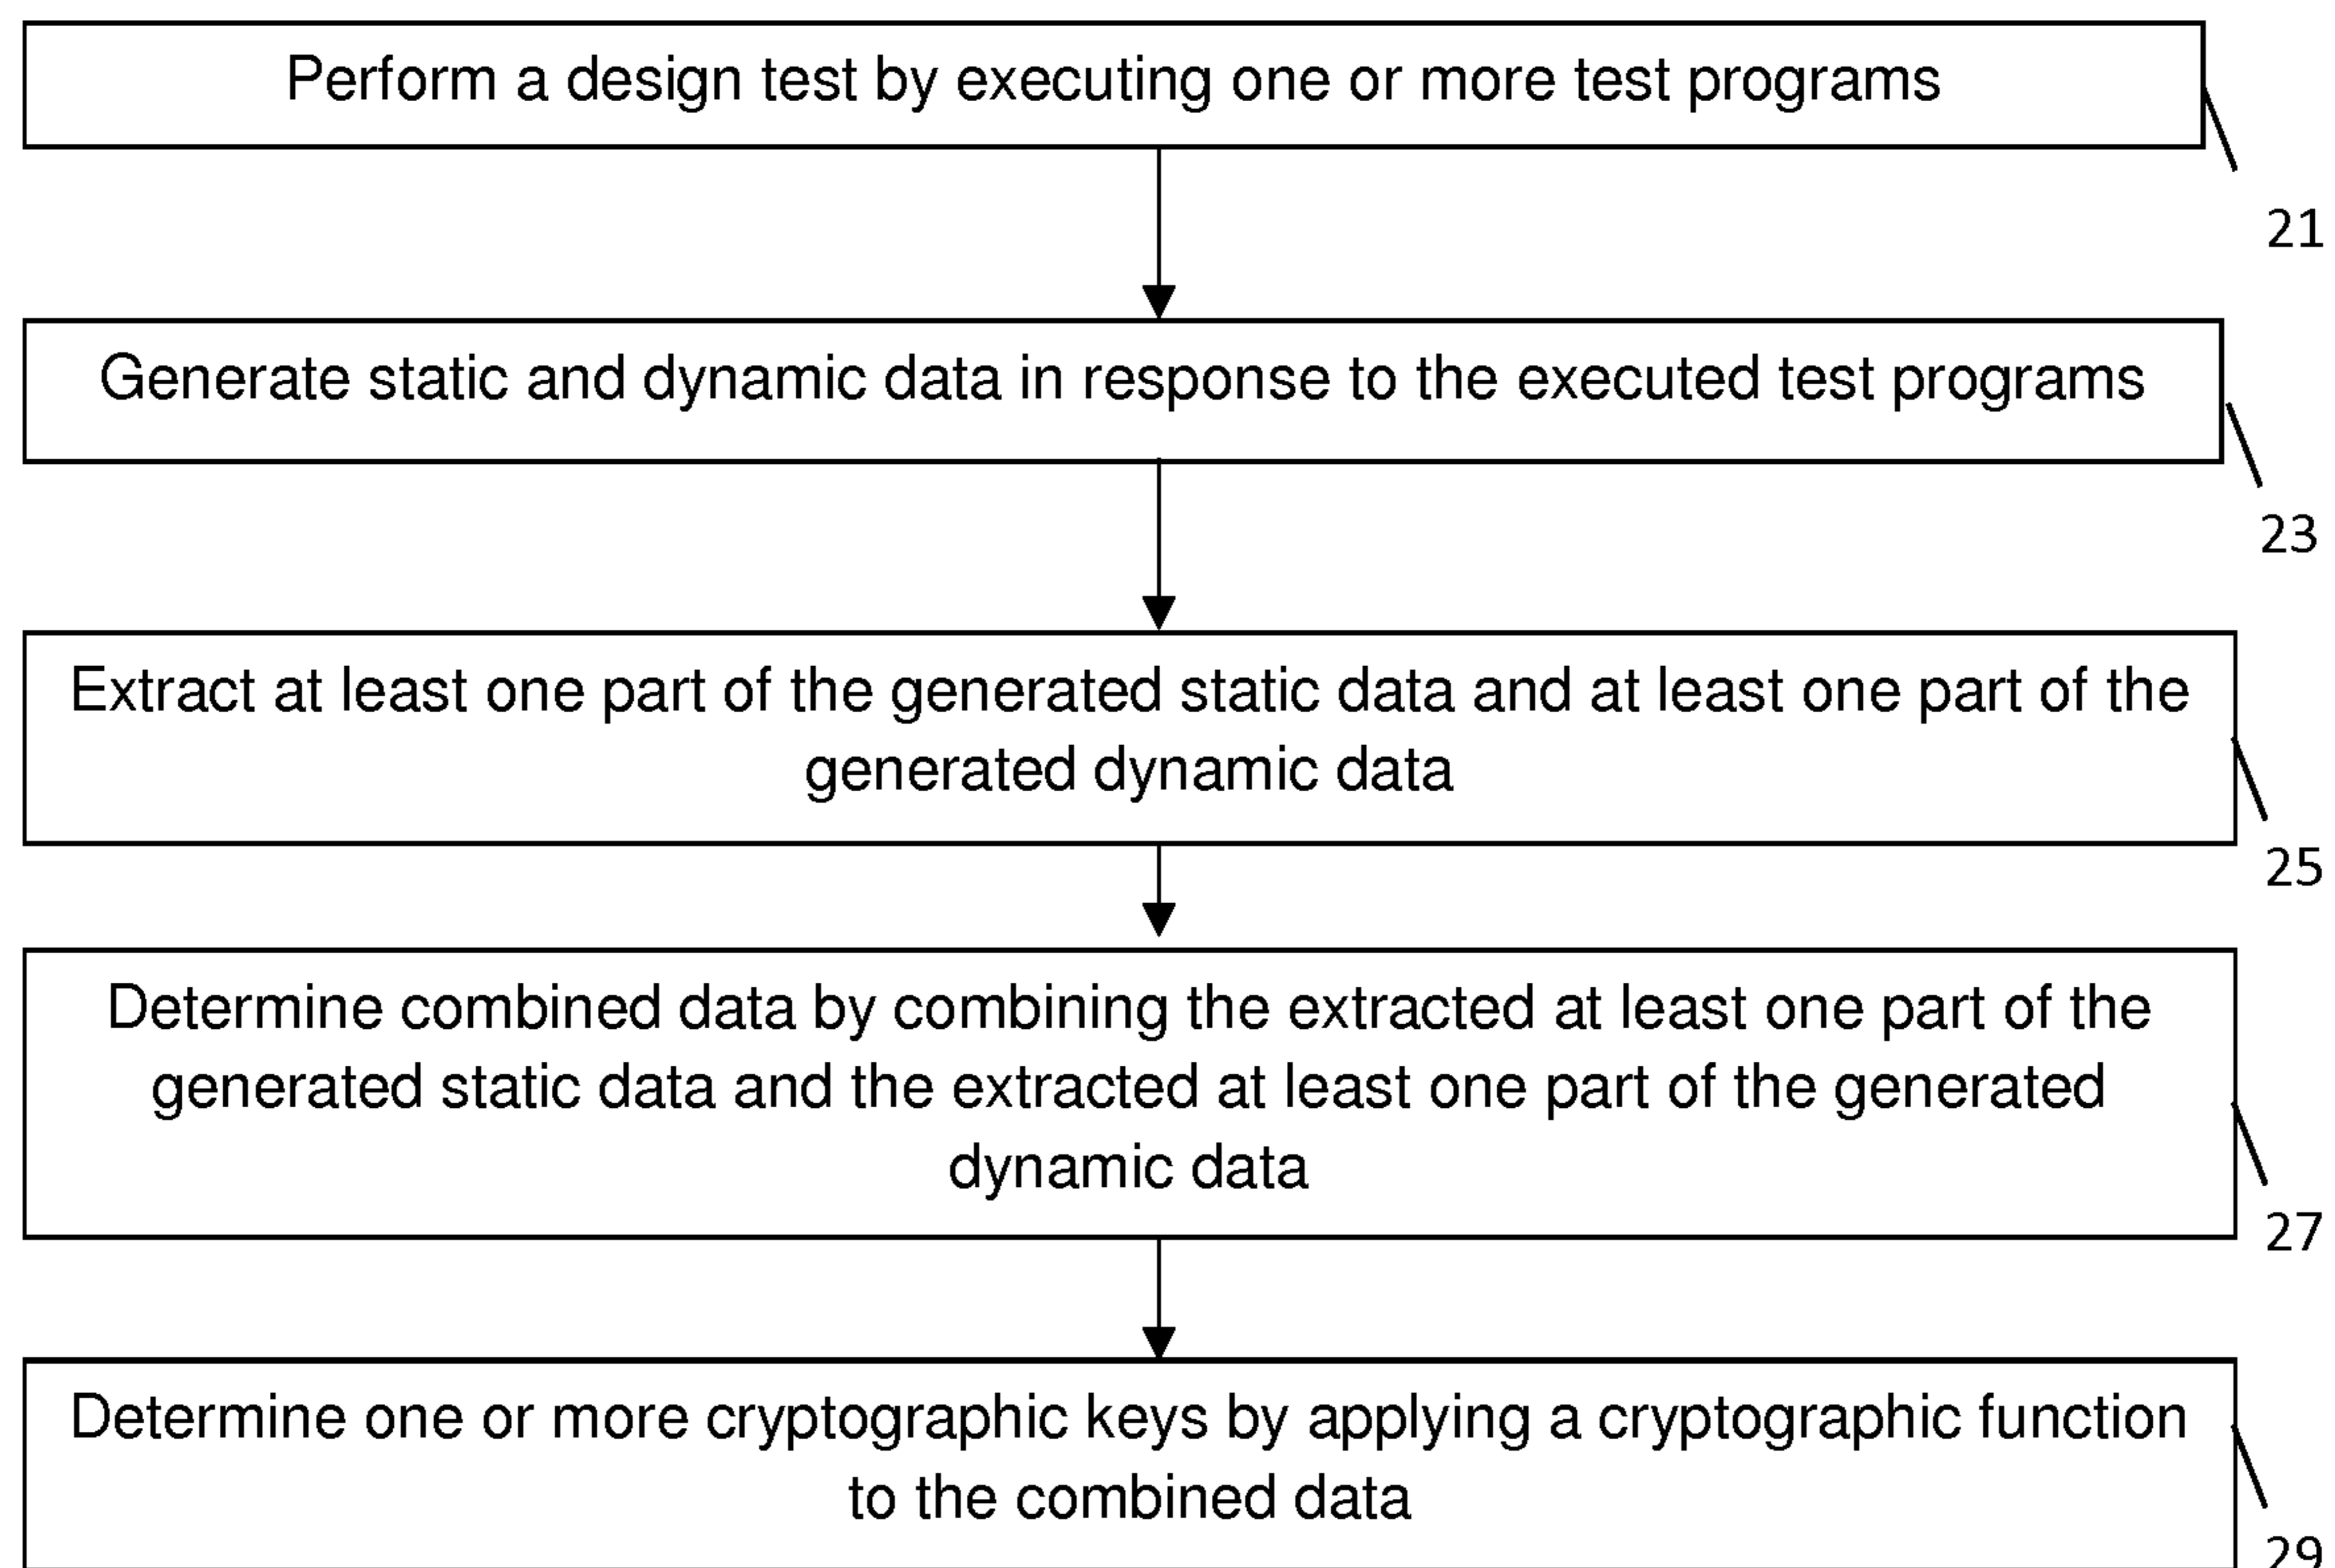 Perform a design test by executing one or more test programs
21
Generate static and dynamic data in response to the executed test programs
23
Extract at least one part of the generated static data and at least one part of the
generated dynamic data
25
Determine combined data by combining the extracted at least one part of the
generated static data and the extracted at least one part of the generated
dynamic data
27
Determine one or more cryptographic keys by applying a cryptographic function
to the combined data
29